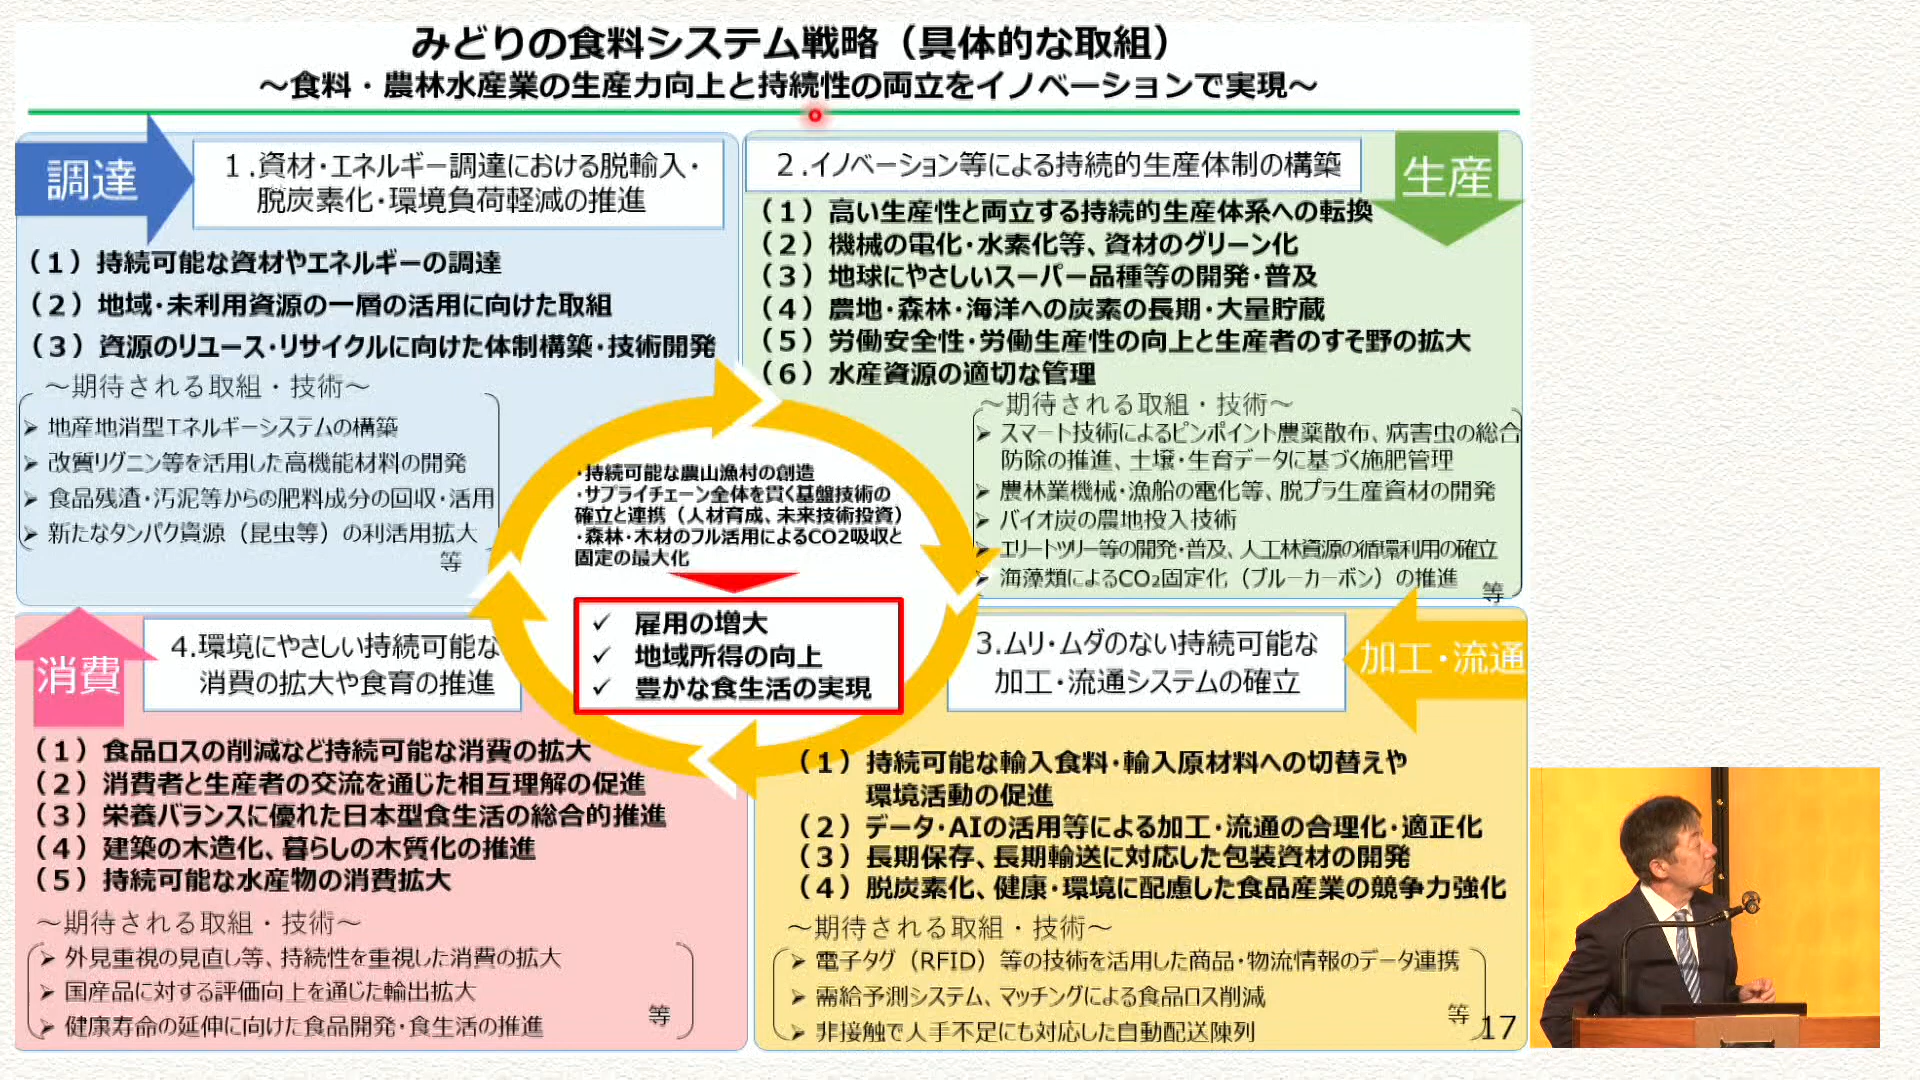 みどりの食料システム戦略（具体的な取組）
～食料・農林水産業の生産力向上と持続性の両立をイノベーションで実現～
調達
１.資材・エネルギー調達における脱輸入・
脱炭素化・環境負荷軽減の推進
（１）持続可能な資材やエネルギーの調達
（２）地域・未利用資源の一層の活用に向けた取組
（３）資源のリユース・リサイクルに向けた体制構築・技術開発
～期待される取組・技術～
➢ 地産地消型エネルギーシステムの構築
➢ 改質リグニン等を活用した高機能材料の開発
➢ 食品残渣・汚泥等からの肥料成分の回収・活用
➢ 新たなタンパク資源（昆虫等）の利活用拡大
等
２.イノベーション等による持続的生産体制の構築
生産
（１）高い生産性と両立する持続的生産体系への転換
（２）機械の電化・水素化等、資材のグリーン化
（３）地球にやさしいスーパー品種等の開発・普及
（４）農地・森林・海洋への炭素の長期・大量貯蔵
（５）労働安全性・労働生産性の向上と生産者のすそ野の拡大
（６）水産資源の適切な管理
～期待される取組・技術～
➢ スマート技術によるピンポイント農薬散布、病害虫の総合
防除の推進、土壌・生育データに基づく施肥管理
➢ 農林業機械・漁船の電化等、脱プラ生産資材の開発
➢ バイオ炭の農地投入技術
➢ エリートツリー等の開発・普及、人工林資源の循環利用の確立
➢ 海藻類によるCO₂固定化（ブルーカーボン）の推進
等
・持続可能な農山漁村の創造
・サプライチェーン全体を貫く基盤技術の
確立と連携（人材育成、未来技術投資）
・森林・木材のフル活用によるCO2吸収と
固定の最大化
✓ 雇用の増大
✓ 地域所得の向上
✓ 豊かな食生活の実現
消費
4.環境にやさしい持続可能な
消費の拡大や食育の推進
（１）食品ロスの削減など持続可能な消費の拡大
（２）消費者と生産者の交流を通じた相互理解の促進
（３）栄養バランスに優れた日本型食生活の総合的推進
（４）建築の木造化、暮らしの木質化の推進
（５）持続可能な水産物の消費拡大
～期待される取組・技術～
➢ 外見重視の見直し等、持続性を重視した消費の拡大
➢ 国産品に対する評価向上を通じた輸出拡大
➢ 健康寿命の延伸に向けた食品開発・食生活の推進
等
3.ムリ・ムダのない持続可能な
加工・流通システムの確立
加工・流通
（１）持続可能な輸入食料・輸入原材料への切替えや
環境活動の促進
（２）データ・AIの活用等による加工・流通の合理化・適正化
（３）長期保存、長期輸送に対応した包装資材の開発
（４）脱炭素化、健康・環境に配慮した食品産業の競争力強化
～期待される取組・技術～
➢ 電子タグ（RFID）等の技術を活用した商品・物流情報のデータ連携
➢ 需給予測システム、マッチングによる食品ロス削減
➢ 非接触で人手不足にも対応した自動配送陳列
等
17